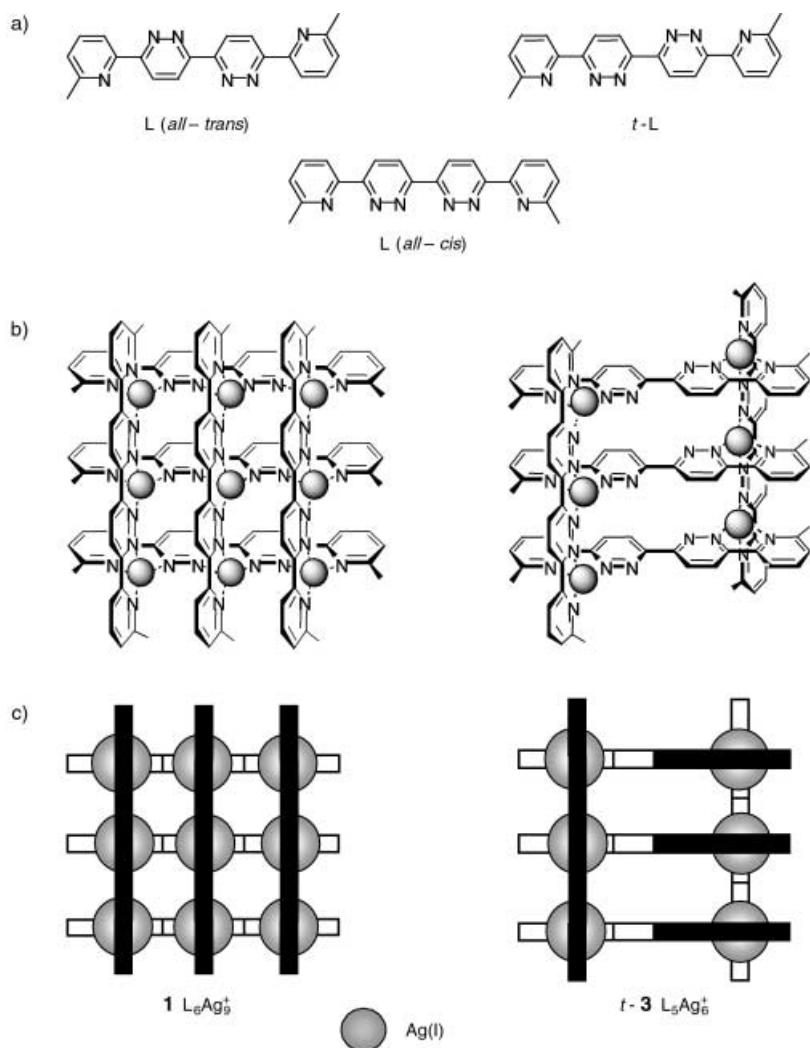 a)
N N N N N N
N N N N N N
L (all – trans)
t - L
N N N N N N
L (all – cis)
b)
c)
1 L₆Ag₉⁺
t - 3 L₅Ag₆⁺
Ag(I)